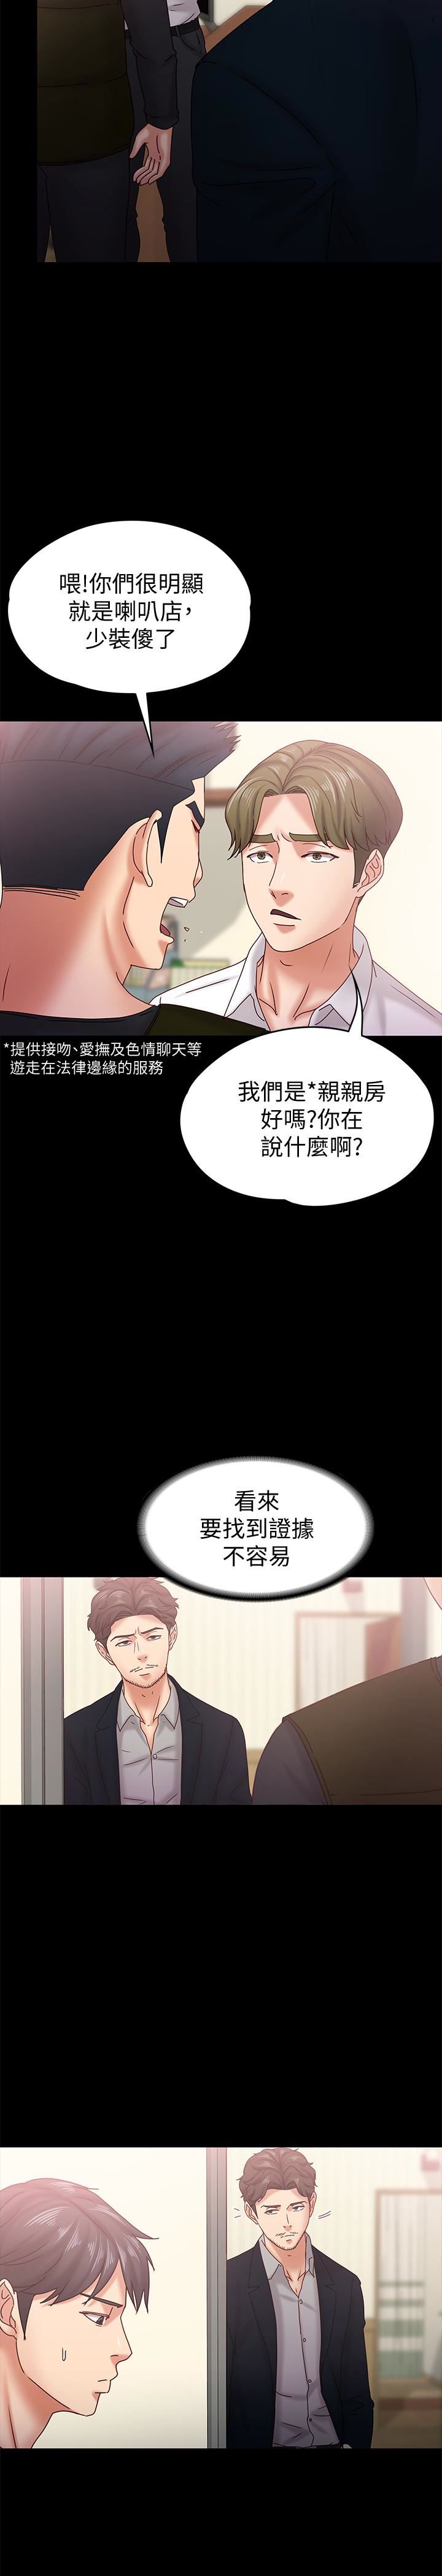 喂!你們很明顯
就是喇叭店，
少裝傻了
*提供接吻、愛撫及色情聊天等
遊走在法律邊緣的服務
我們是*親親房
好嗎?你在
說什麼啊?
看來
要找到證據
不容易